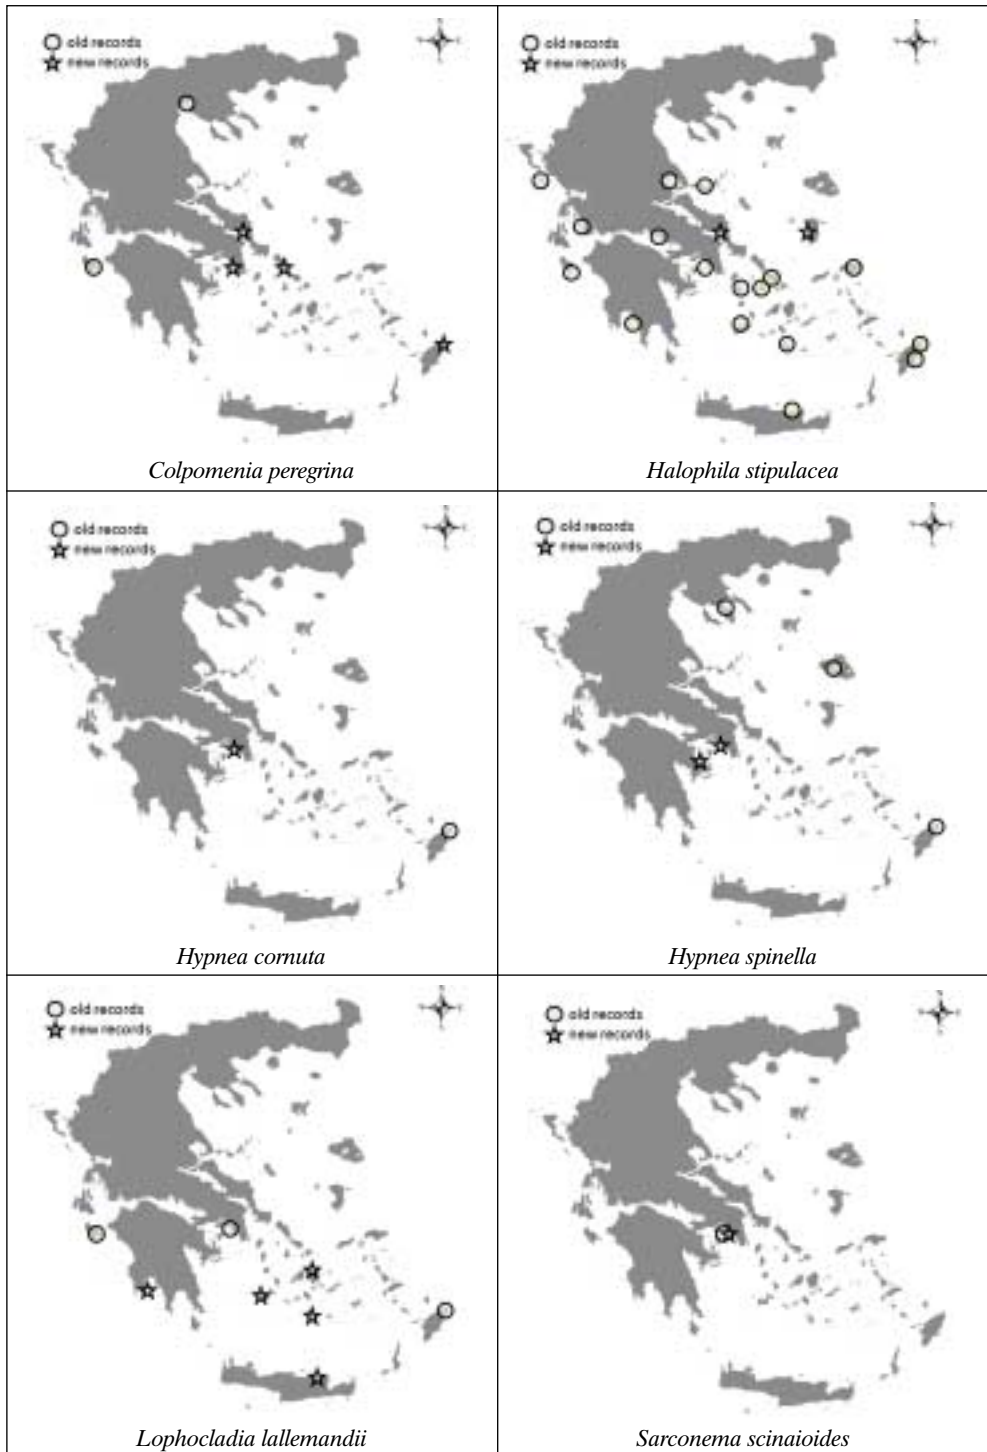 old records
new records
Colpomenia peregrina
old records
new records
Halophila stipulacea
old records
new records
Hypnea cornuta
old records
new records
Hypnea spinella
old records
new records
Lophocladia lallemandii
old records
new records
Sarconema scinaioides